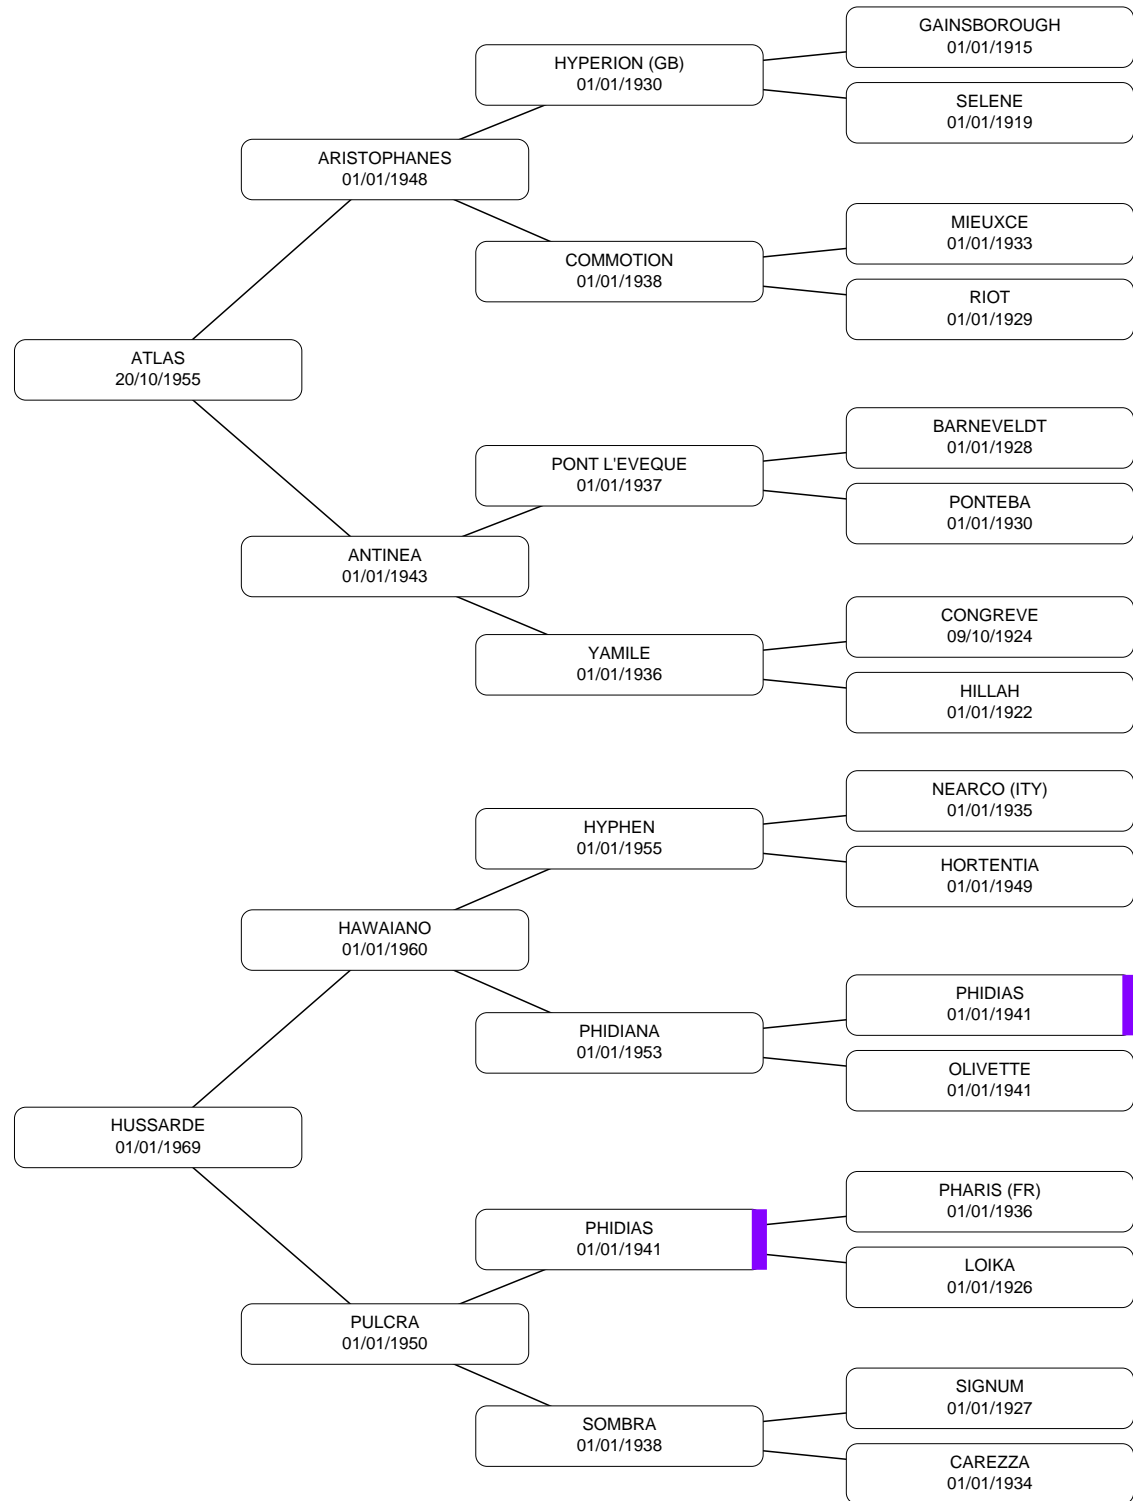 GAINSBOROUGH
01/01/1915
HYPERION (GB)
01/01/1930
SELENE
01/01/1919
ARISTOPHANES
01/01/1948
MIEUXCE
01/01/1933
COMMOTION
01/01/1938
RIOT
01/01/1929
ATLAS
20/10/1955
BARNEVELDT
01/01/1928
PONT L'EVEQUE
01/01/1937
PONTEBA
01/01/1930
ANTINEA
01/01/1943
CONGREVE
09/10/1924
YAMILE
01/01/1936
HILLAH
01/01/1922
NEARCO (ITY)
01/01/1935
HYPHEN
01/01/1955
HORTENTIA
01/01/1949
HAWAIANO
01/01/1960
PHIDIAS
01/01/1941
PHIDIANA
01/01/1953
OLIVETTE
01/01/1941
HUSSARDE
01/01/1969
PHARIS (FR)
01/01/1936
PHIDIAS
01/01/1941
LOIKA
01/01/1926
PULCRA
01/01/1950
SIGNUM
01/01/1927
SOMBRA
01/01/1938
CAREZZA
01/01/1934